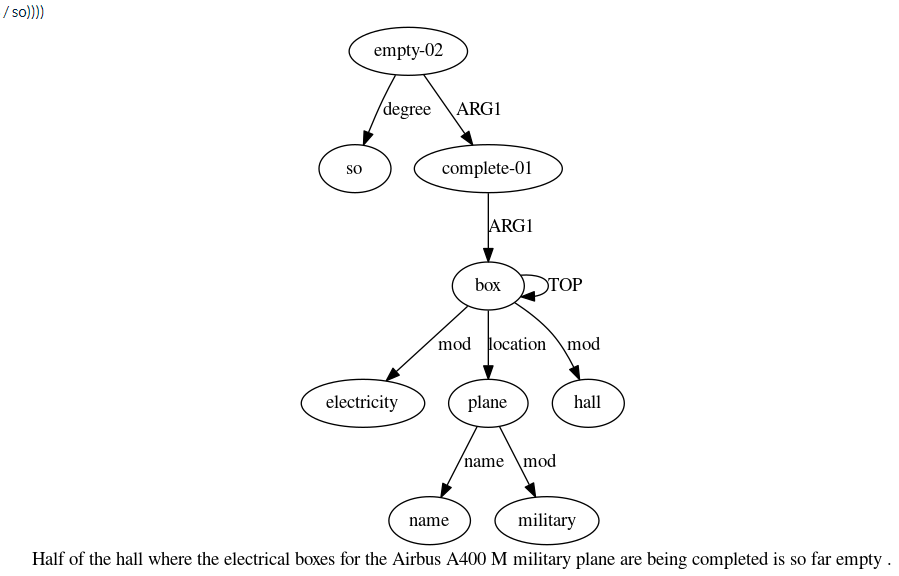 / so))))
empty-02
degree ARG1
so complete-01
ARG1
box TOP
mod location mod
electricity plane hall
name mod
name military
Half of the hall where the electrical boxes for the Airbus A400 M military plane are being completed is so far empty .